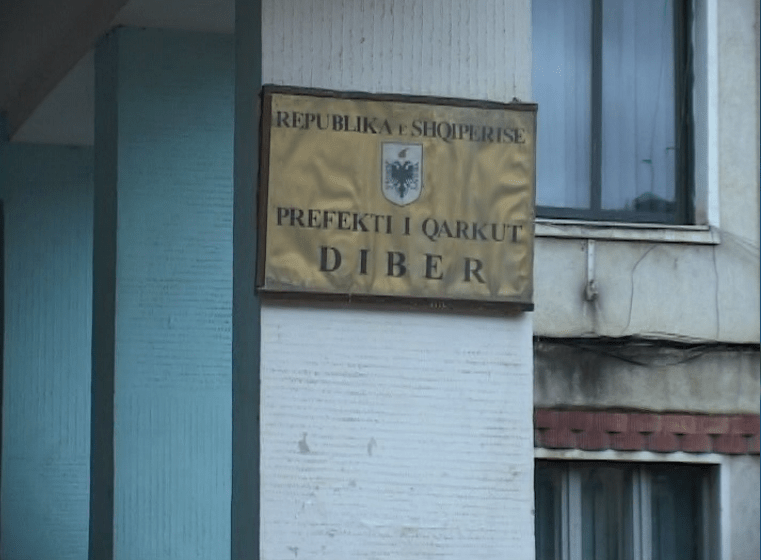 REPUBLIKA E SHQIPERISE
PREFEKTI I QARKUT
DIBER